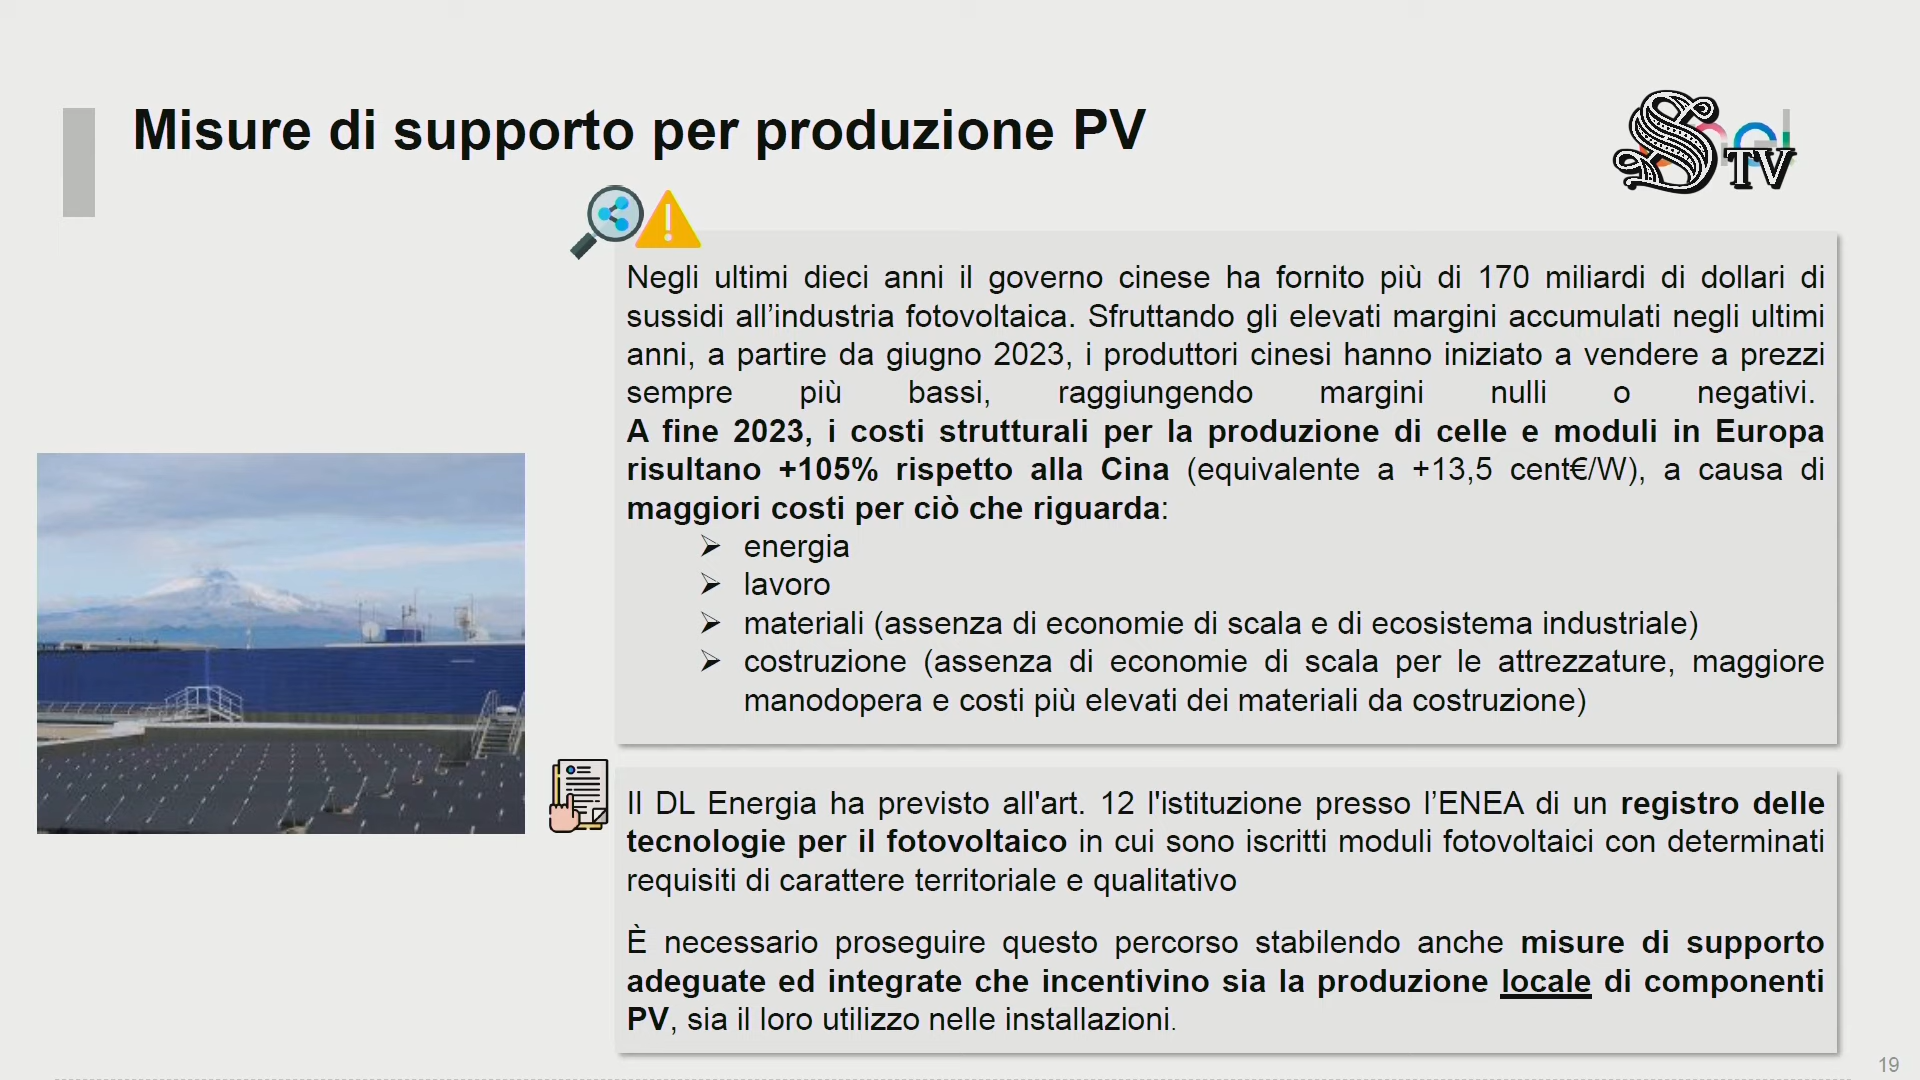 Misure di supporto per produzione PV
S TV
Negli ultimi dieci anni il governo cinese ha fornito più di 170 miliardi di dollari di
sussidi all’industria fotovoltaica. Sfruttando gli elevati margini accumulati negli ultimi
anni, a partire da giugno 2023, i produttori cinesi hanno iniziato a vendere a prezzi
sempre più bassi, raggiungendo margini nulli o negativi.
A fine 2023, i costi strutturali per la produzione di celle e moduli in Europa
risultano +105% rispetto alla Cina (equivalente a +13,5 cent€/W), a causa di
maggiori costi per ciò che riguarda:
➢ energia
➢ lavoro
➢ materiali (assenza di economie di scala e di ecosistema industriale)
➢ costruzione (assenza di economie di scala per le attrezzature, maggiore
manodopera e costi più elevati dei materiali da costruzione)
Il DL Energia ha previsto all'art. 12 l'istituzione presso l’ENEA di un registro delle
tecnologie per il fotovoltaico in cui sono iscritti moduli fotovoltaici con determinati
requisiti di carattere territoriale e qualitativo
È necessario proseguire questo percorso stabilendo anche misure di supporto
adeguate ed integrate che incentivino sia la produzione locale di componenti
PV, sia il loro utilizzo nelle installazioni.
19